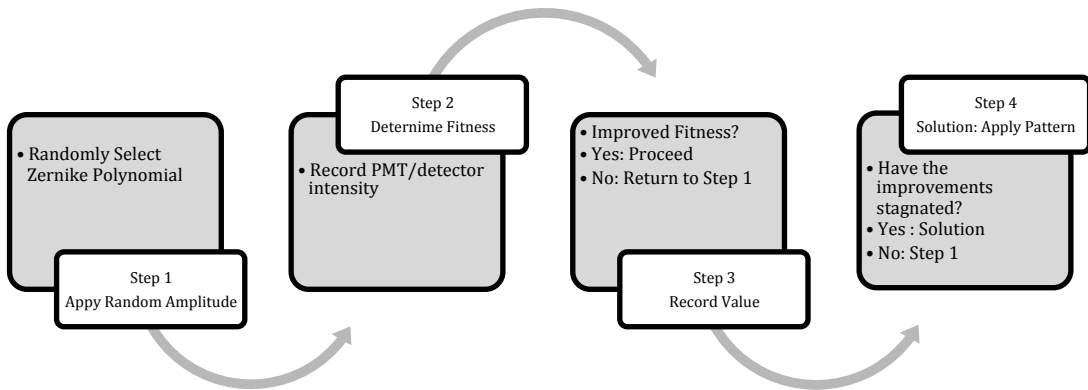 • Randomly Select
Zernike Polynomial
Step 1
Appy Random Amplitude
Step 2
Deternime Fitness
• Record PMT/detector
intensity
• Improved Fitness?
• Yes: Proceed
• No: Return to Step 1
Step 3
Record Value
Step 4
Solution: Apply Pattern
• Have the
improvements
stagnated?
• Yes : Solution
• No: Step 1